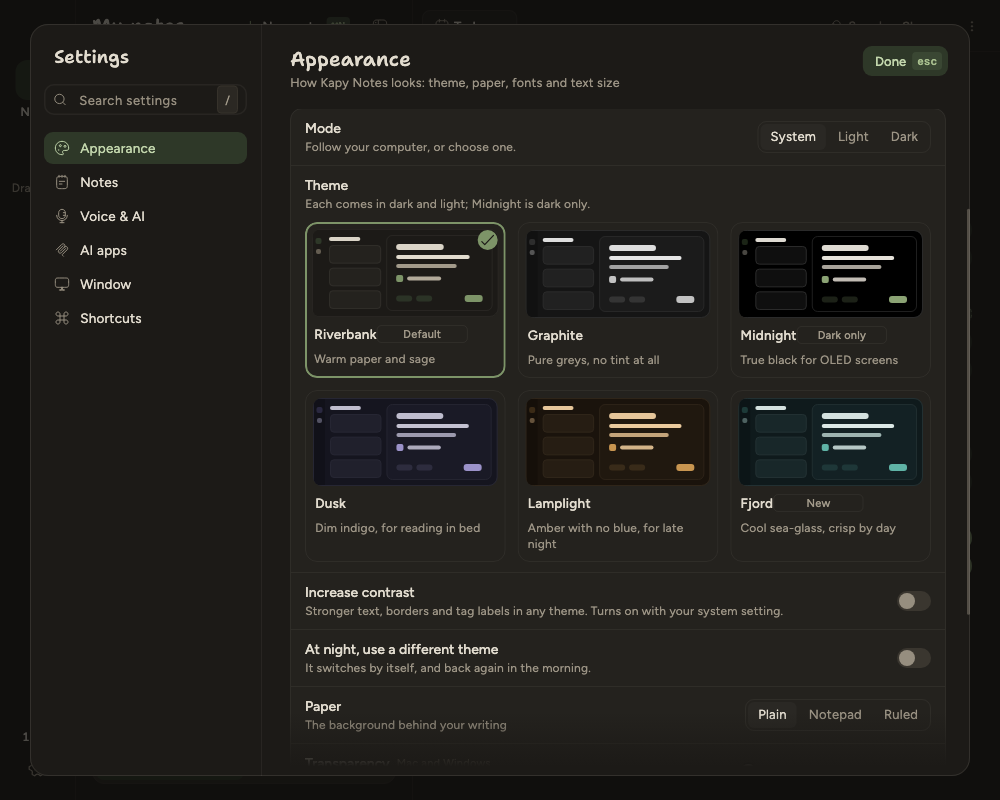 My notes
Settings
Search settings
/
Appearance
Notes
Voice & AI
AI apps
Window
Shortcuts
Appearance
How Kapy Notes looks: theme, paper, fonts and text size
Done esc
Mode
Follow your computer, or choose one.
System Light Dark
Theme
Each comes in dark and light; Midnight is dark only.
Riverbank Default
Warm paper and sage
Graphite
Pure greys, no tint at all
Midnight Dark only
True black for OLED screens
Dusk
Dim indigo, for reading in bed
Lamplight
Amber with no blue, for late
night
Fjord New
Cool sea-glass, crisp by day
Increase contrast
Stronger text, borders and tag labels in any theme. Turns on with your system setting.
At night, use a different theme
It switches by itself, and back again in the morning.
Paper
The background behind your writing
Plain Notepad Ruled
Transparency Mac and Windows